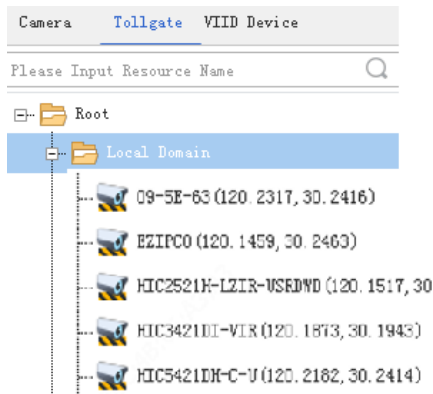 Camera Tollgate VIID Device
Please Input Resource Name
Root
Local Domain
09-5E-63(120.2317,30.2416)
EZIPC0(120.1459,30.2463)
HIC2521H-LZIR-USRDWD(120.1517,30
HIC3421DI-VIR(120.1873,30.1943)
HIC5421DH-C-U(120.2182,30.2414)